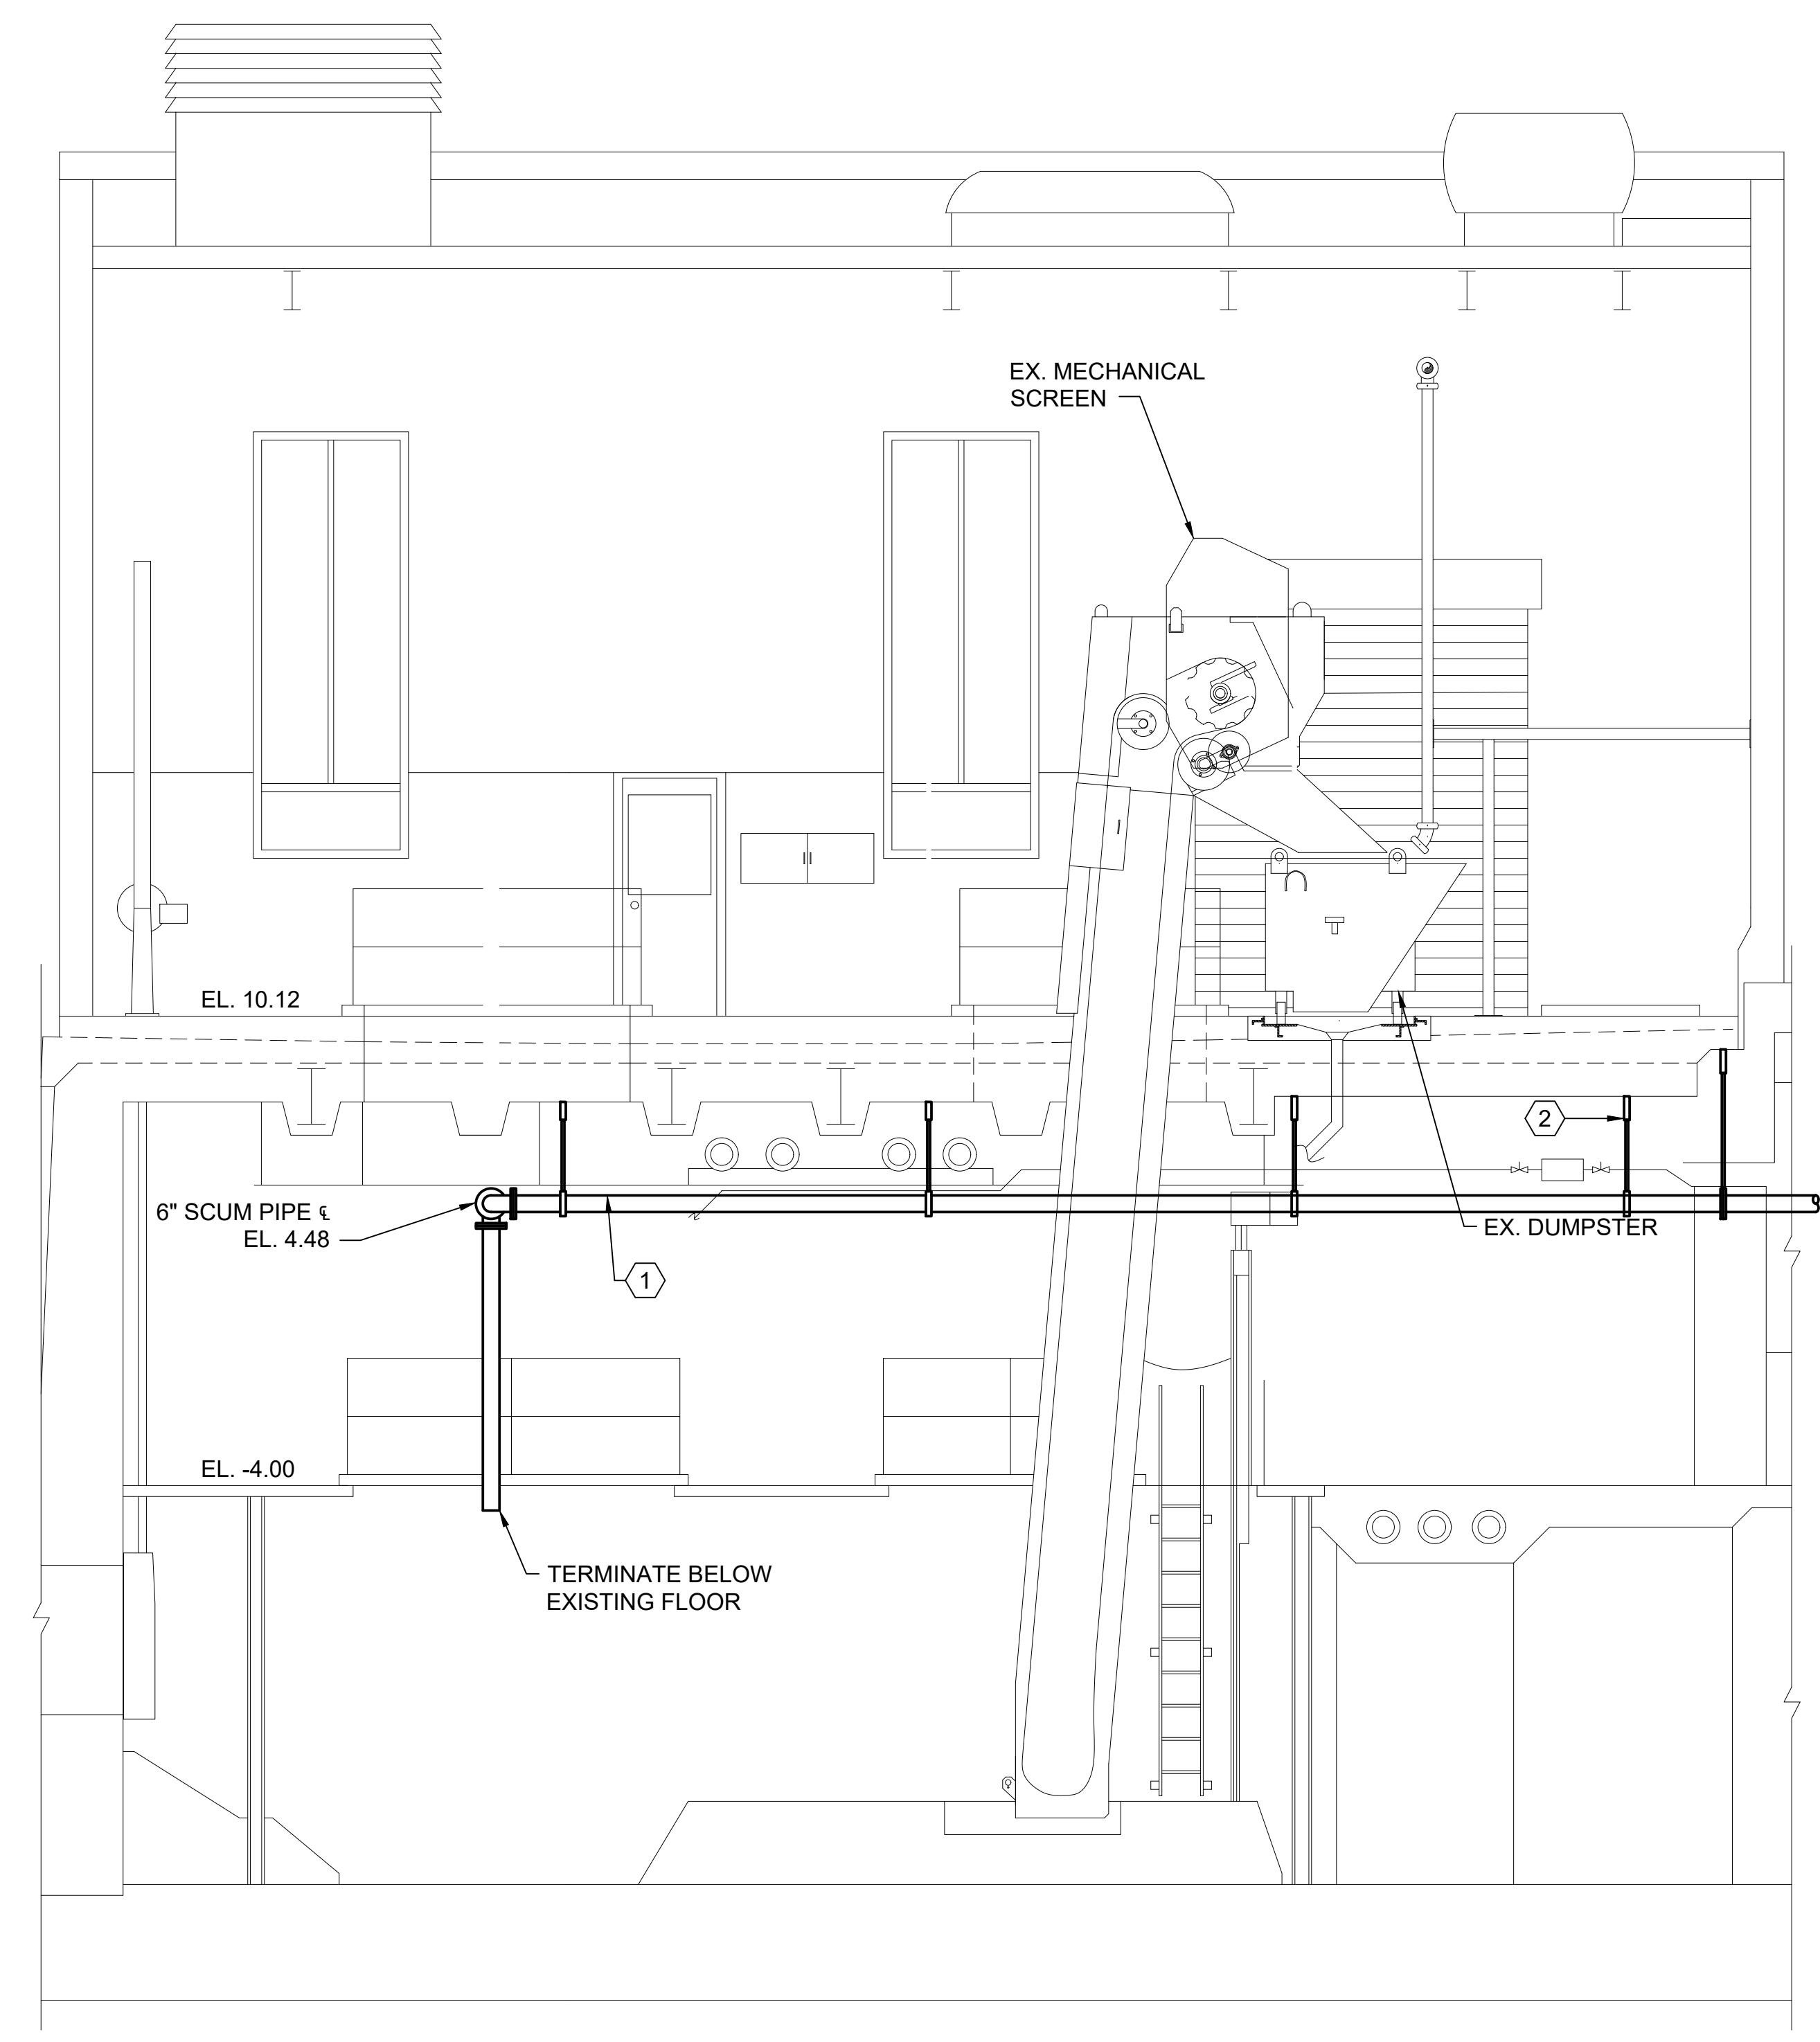 EX. MECHANICAL
SCREEN
EL. 10.12
2
6" SCUM PIPE ℄
EL. 4.48
EX. DUMPSTER
1
EL. -4.00
TERMINATE BELOW
EXISTING FLOOR